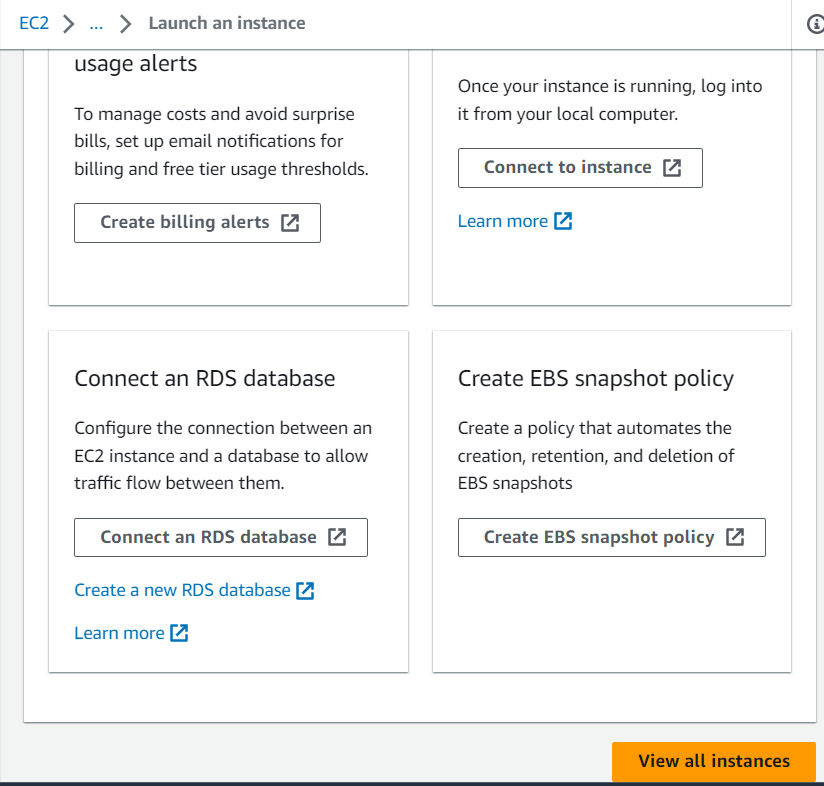 EC2 > ... > Launch an instance
usage alerts
To manage costs and avoid surprise
bills, set up email notifications for
billing and free tier usage thresholds.
Create billing alerts
Once your instance is running, log into
it from your local computer.
Connect to instance
Learn more
Connect an RDS database
Configure the connection between an
EC2 instance and a database to allow
traffic flow between them.
Connect an RDS database
Create a new RDS database
Learn more
Create EBS snapshot policy
Create a policy that automates the
creation, retention, and deletion of
EBS snapshots
Create EBS snapshot policy
View all instances